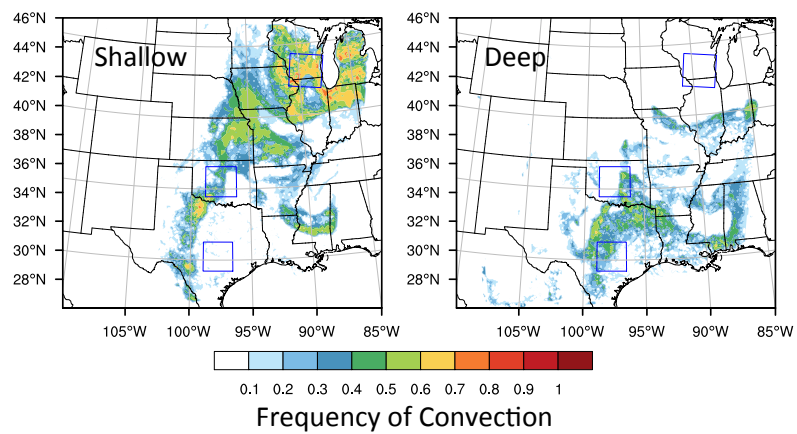 46°N
44°N
42°N
40°N
38°N
36°N
34°N
32°N
30°N
28°N
Shallow
105°W 100°W 95°W 90°W 85°W
46°N
44°N
42°N
40°N
38°N
36°N
34°N
32°N
30°N
28°N
Deep
105°W 100°W 95°W 90°W 85°W
0.1 0.2 0.3 0.4 0.5 0.6 0.7 0.8 0.9 1
Frequency of Convection